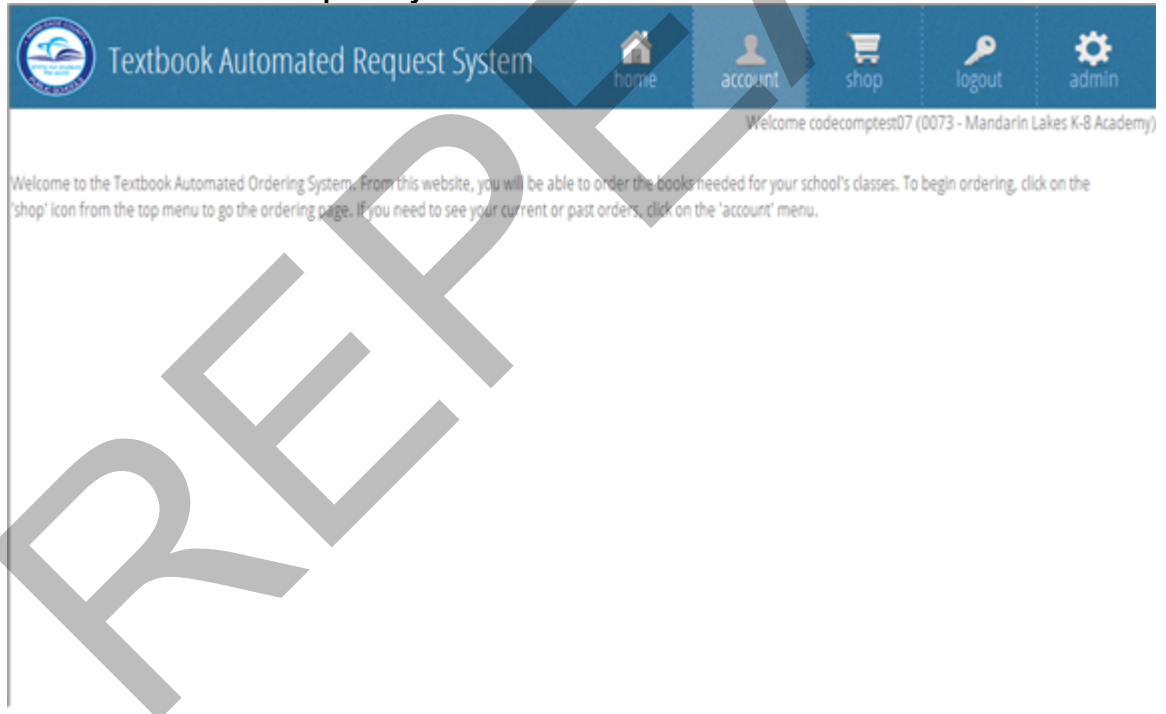 Textbook Automated Request System
home
account
shop
logout
admin
Welcome codecomptest07 (0073 - Mandarin Lakes K-8 Academy)
Welcome to the Textbook Automated Ordering System. From this website, you will be able to order the books needed for your school's classes. To begin ordering, click on the
'shop' icon from the top menu to go the ordering page. If you need to see your current or past orders, click on the 'account' menu.